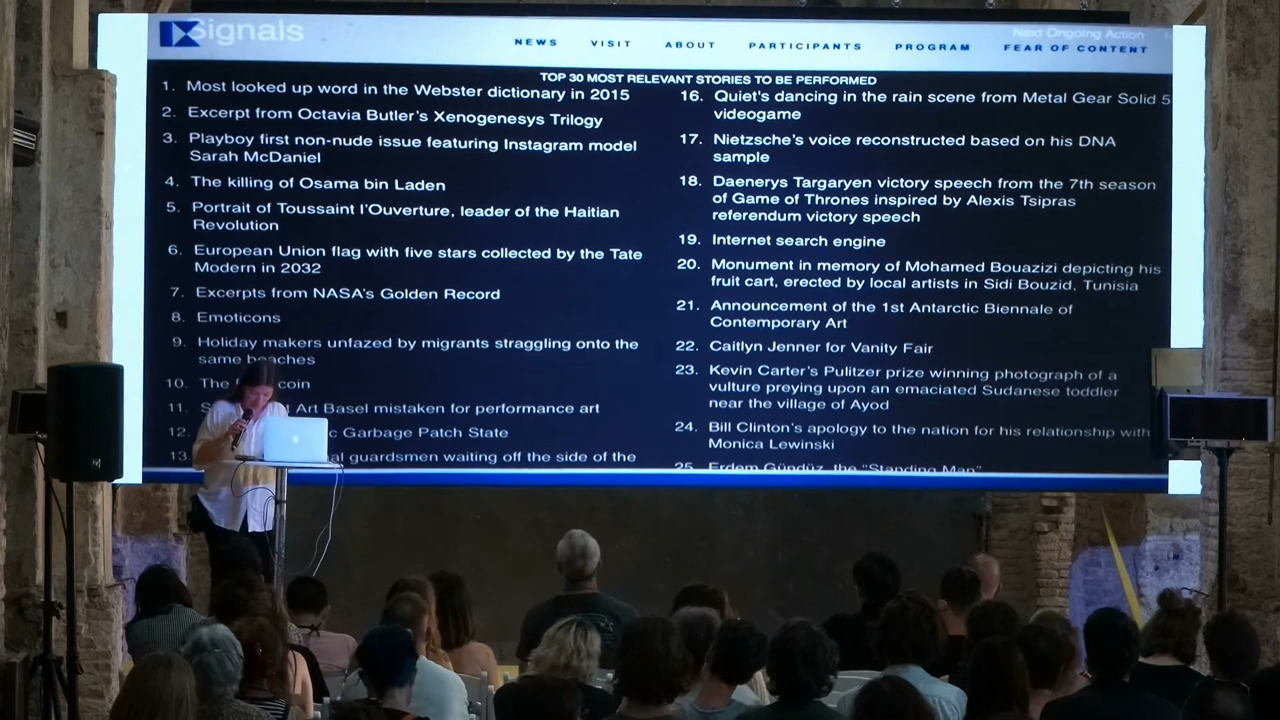 Signals
Next Ongoing Action
NEWS VISIT ABOUT PARTICIPANTS PROGRAM FEAR OF CONTENT
TOP 30 MOST RELEVANT STORIES TO BE PERFORMED
1. Most looked up word in the Webster dictionary in 2015
2. Excerpt from Octavia Butler's Xenogenesys Trilogy
3. Playboy first non-nude issue featuring Instagram model
Sarah McDaniel
4. The killing of Osama bin Laden
5. Portrait of Toussaint l'Ouverture, leader of the Haitian
Revolution
6. European Union flag with five stars collected by the Tate
Modern in 2032
7. Excerpts from NASA's Golden Record
8. Emoticons
9. Holiday makers unfazed by migrants straggling onto the
same beaches
10. The coin
11. Art Basel mistaken for performance art
12. Garbage Patch State
13. guardsmen waiting off the side of the
16. Quiet's dancing in the rain scene from Metal Gear Solid 5
videogame
17. Nietzsche's voice reconstructed based on his DNA
sample
18. Daenerys Targaryen victory speech from the 7th season
of Game of Thrones inspired by Alexis Tsipras
referendum victory speech
19. Internet search engine
20. Monument in memory of Mohamed Bouazizi depicting his
fruit cart, erected by local artists in Sidi Bouzid, Tunisia
21. Announcement of the 1st Antarctic Biennale of
Contemporary Art
22. Caitlyn Jenner for Vanity Fair
23. Kevin Carter's Pulitzer prize winning photograph of a
vulture preying upon an emaciated Sudanese toddler
near the village of Ayod
24. Bill Clinton's apology to the nation for his relationship with
Monica Lewinski
25. Erdem Gündüz, the "Standing Man"